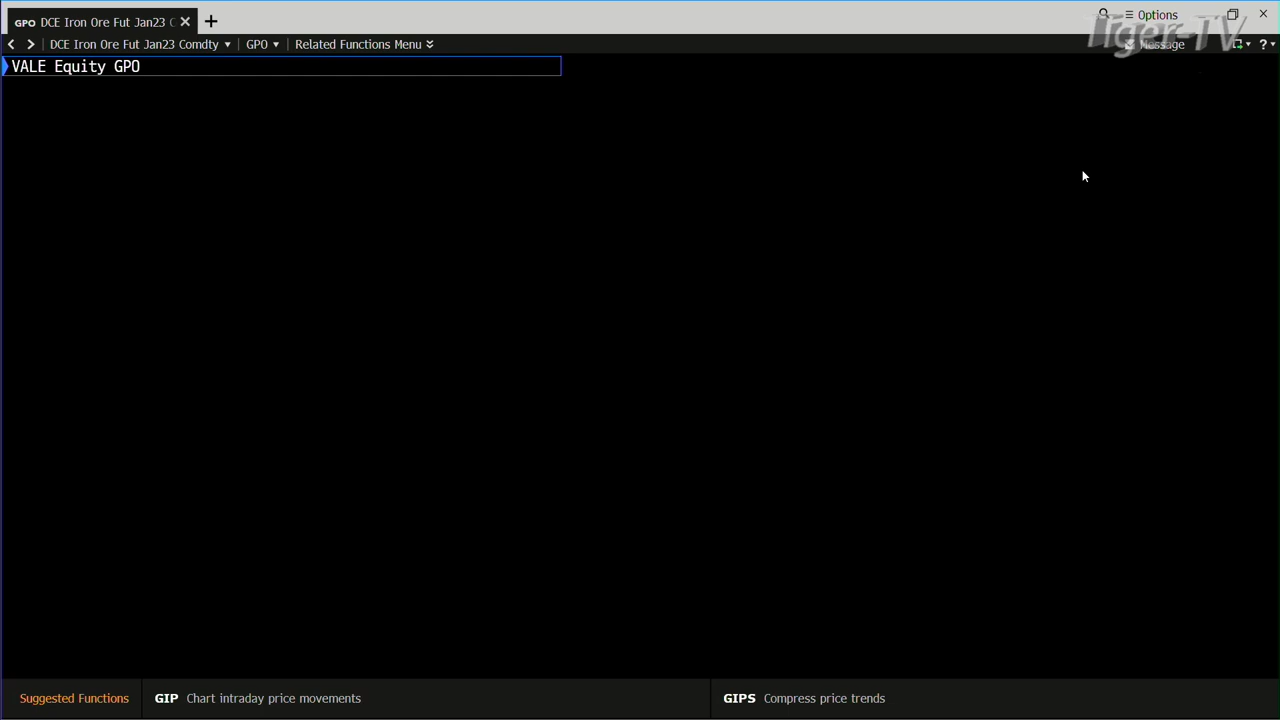 GPO DCE Iron Ore Fut Jan23 C
Options
DCE Iron Ore Fut Jan23 Comdty GPO Related Functions Menu
Message ?
Tiger-TV
VALE Equity GPO
Suggested Functions GIP Chart intraday price movements GIPS Compress price trends